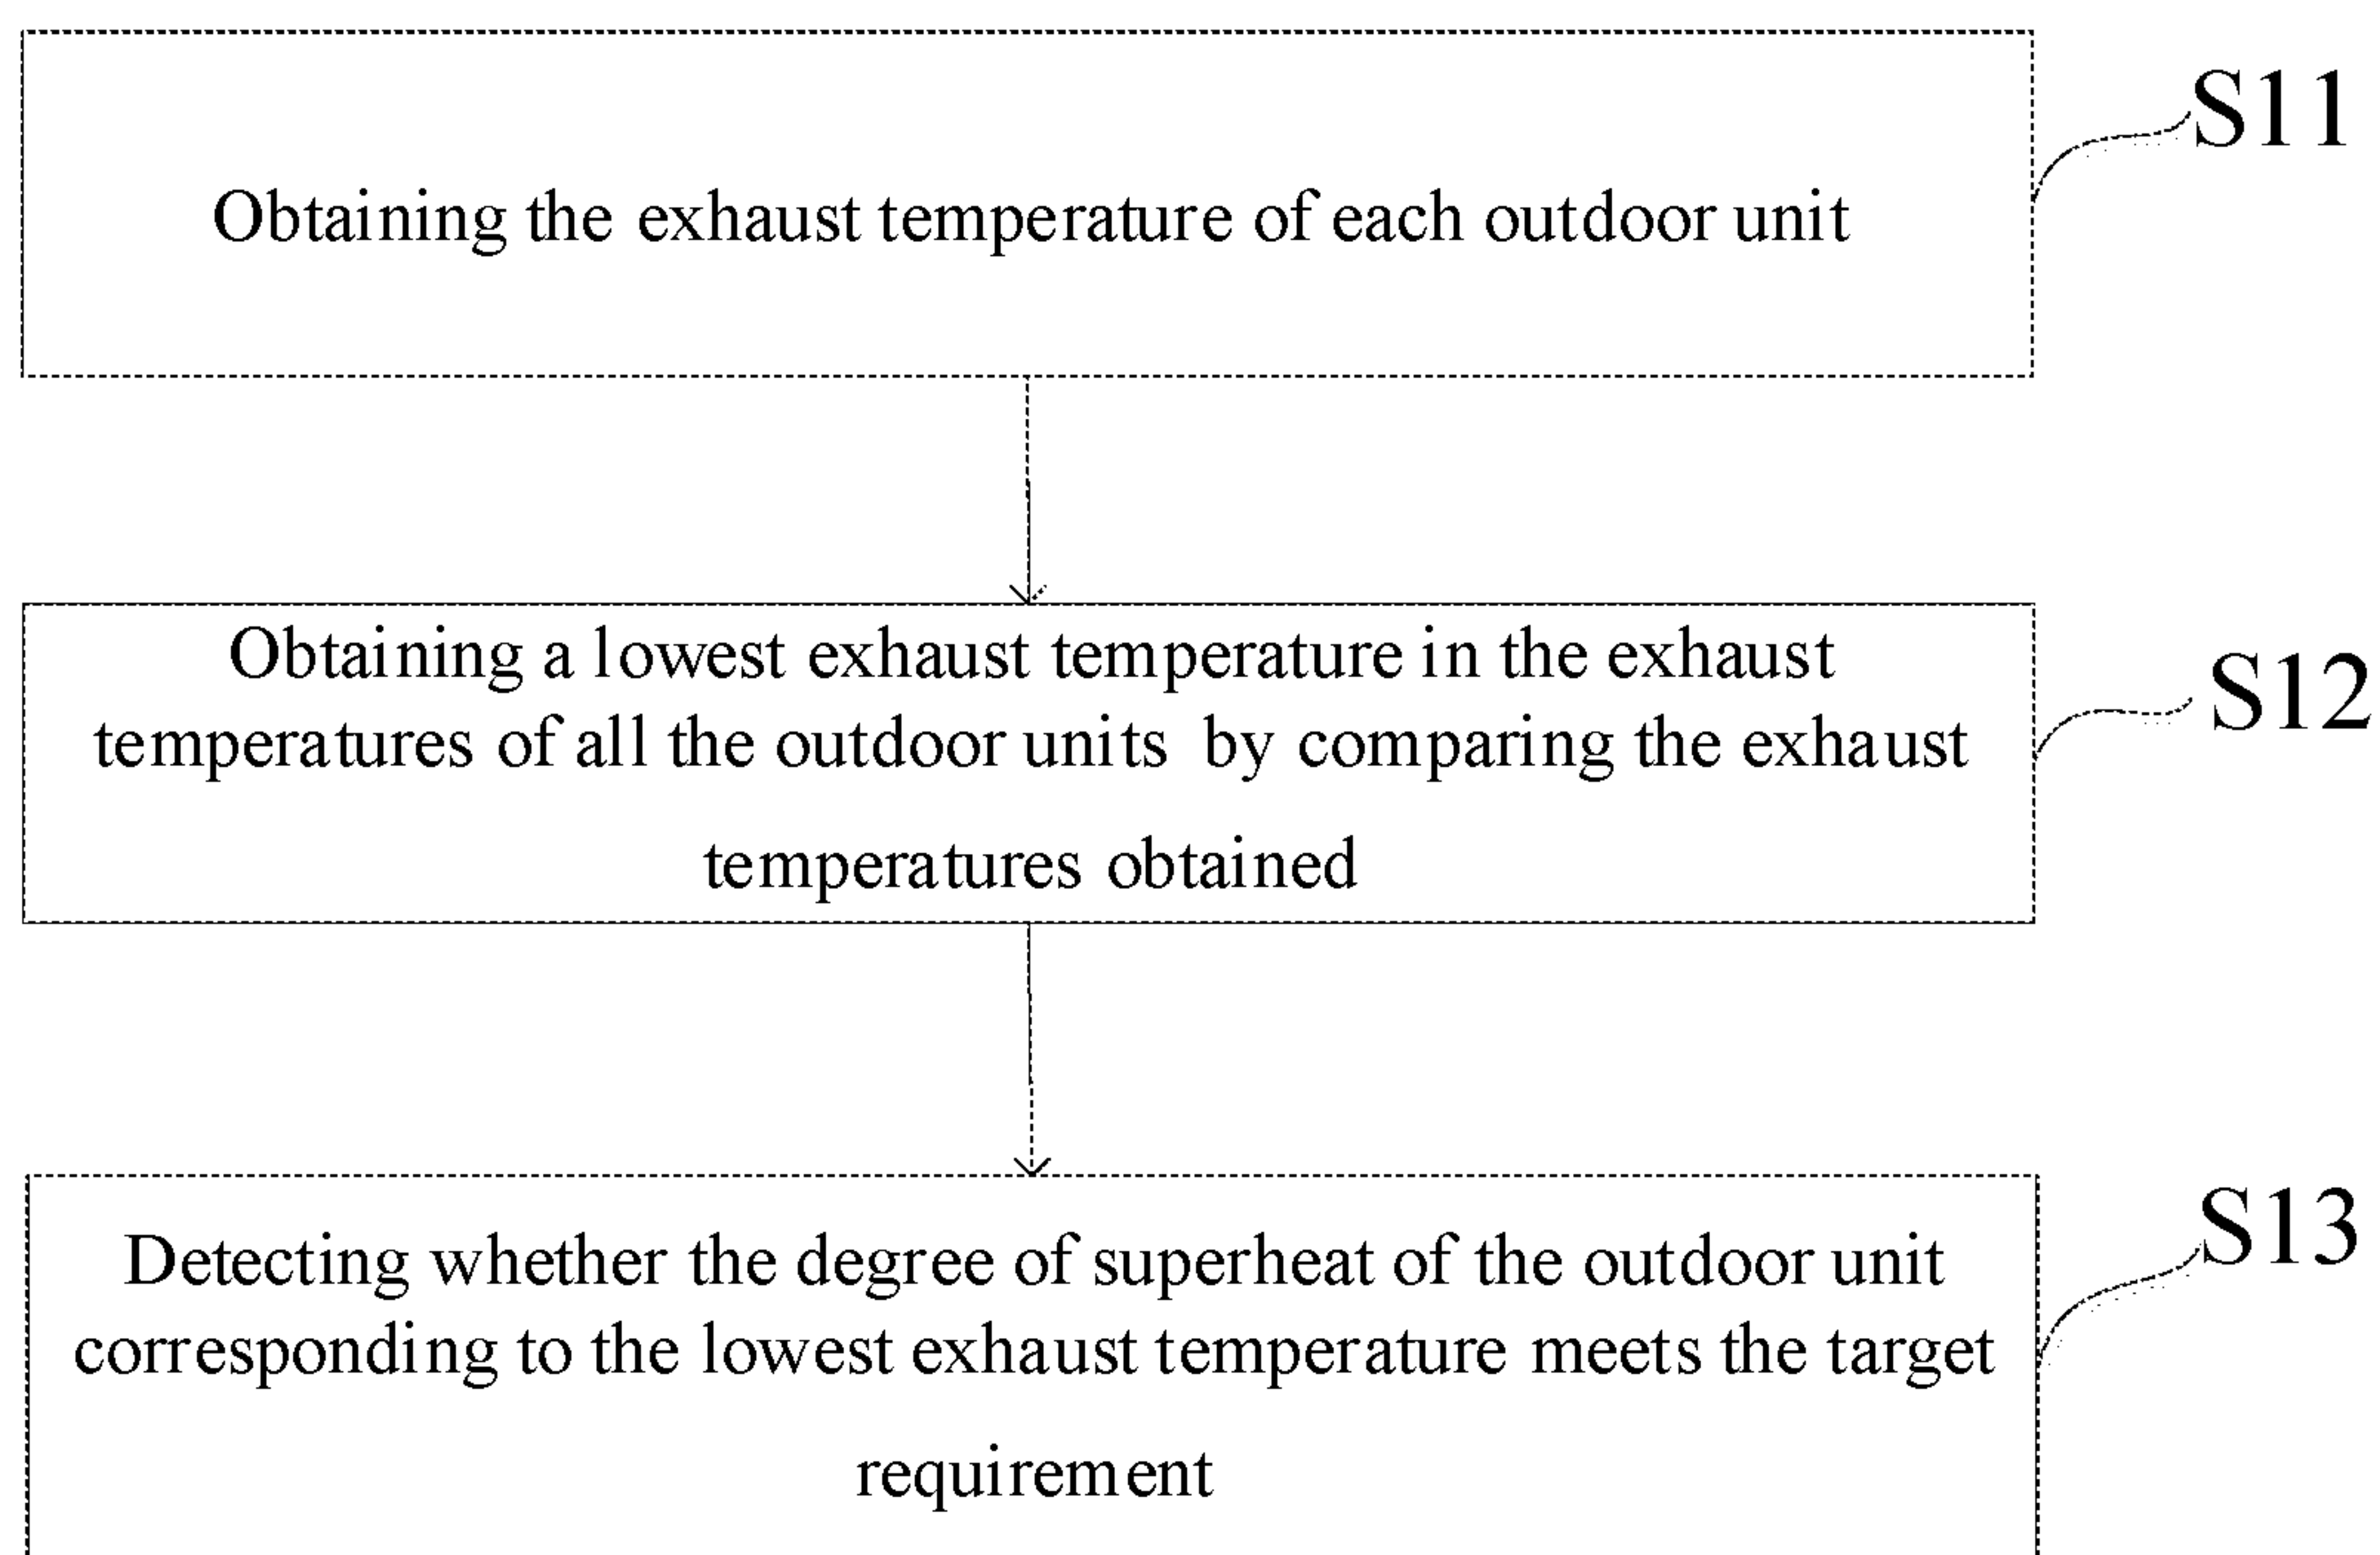 S11
Obtaining the exhaust temperature of each outdoor unit
Obtaining a lowest exhaust temperature in the exhaust
S12
temperatures of all the outdoor units by comparing the exhaust
temperatures obtained
S13
Detecting whether the degree of superheat of the outdoor unit
corresponding to the lowest exhaust temperature meets the target
requirement